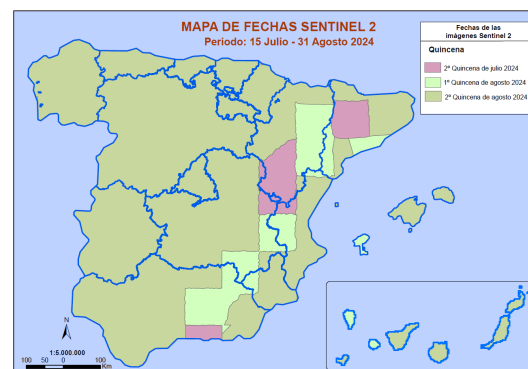 MAPA DE FECHAS SENTINEL 2
Periodo: 15 Julio - 31 Agosto 2024
Fechas de las
imágenes Sentinel 2
Quincena
2ª Quincena de julio 2024
1ª Quincena de agosto 2024
2ª Quincena de agosto 2024
N
1:5.000.000
100 50 0 100
Km